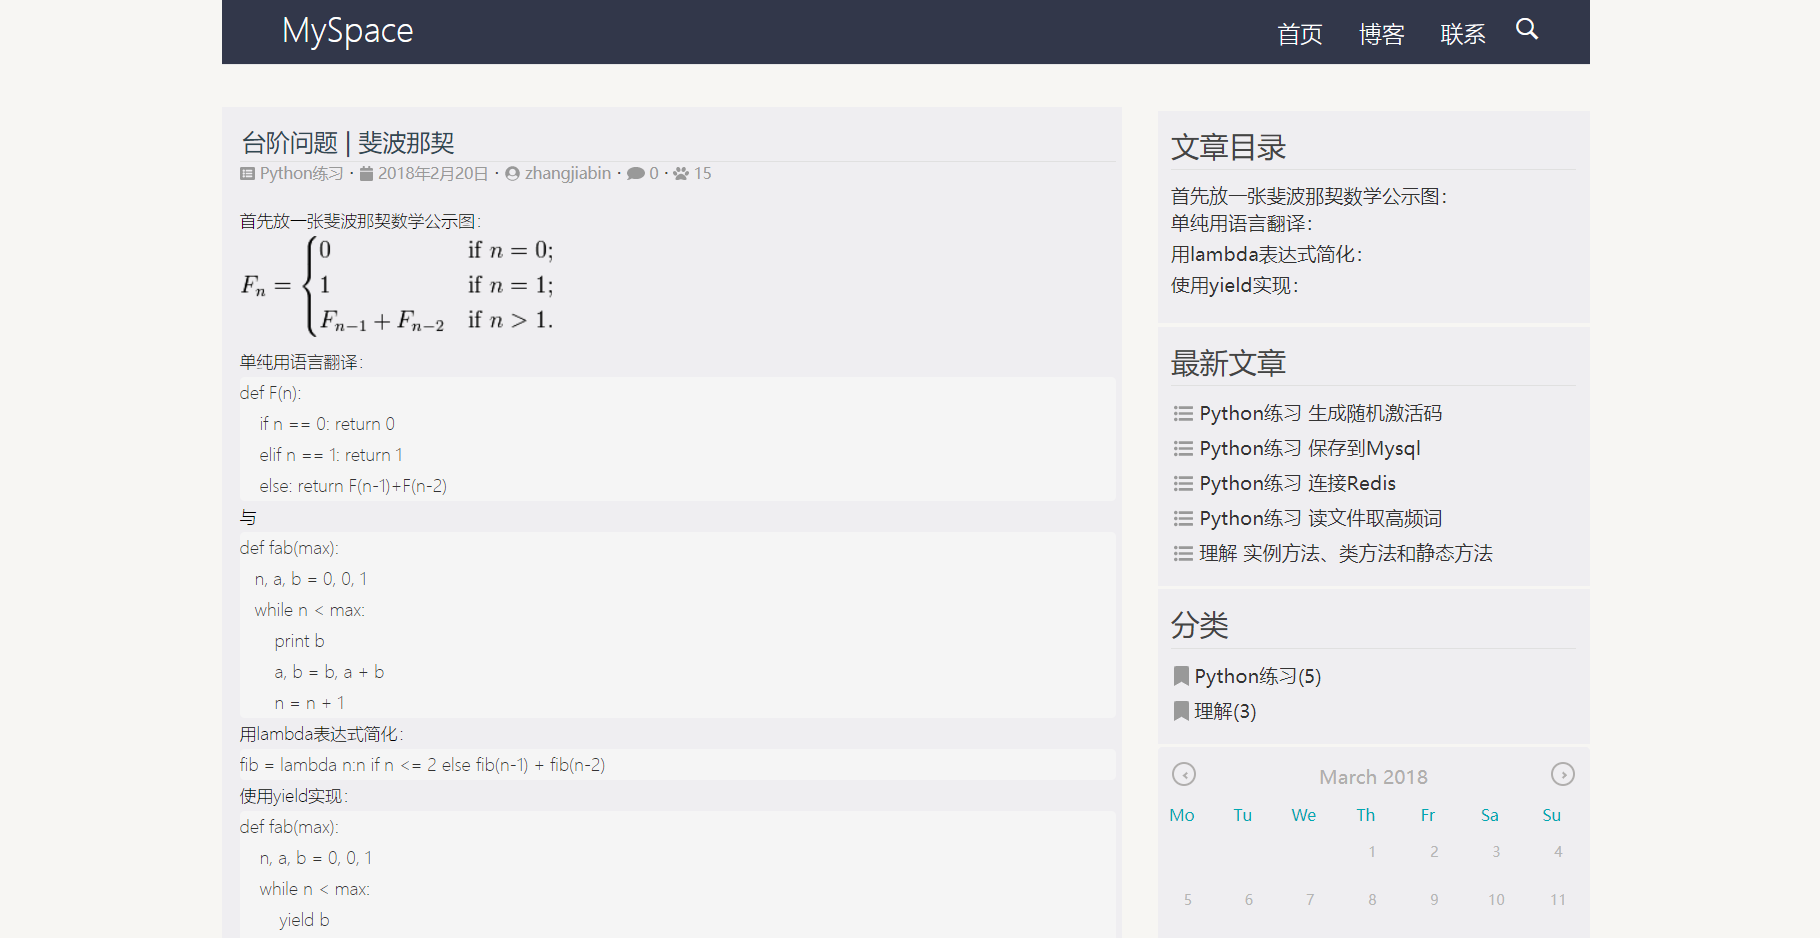 MySpace
首页 博客 联系
台阶问题 | 斐波那契
Python练习 · 2018年2月20日 · zhangjiabin · 0 · 15
首先放一张斐波那契数学公示图：
0 if n = 0;
F_n = { 1 if n = 1;
F_{n-1} + F_{n-2} if n > 1.
单纯用语言翻译：
def F(n):
    if n == 0: return 0
    elif n == 1: return 1
    else: return F(n-1)+F(n-2)
与
def fab(max):
   n, a, b = 0, 0, 1
   while n < max:
       print b
       a, b = b, a + b
       n = n + 1
用lambda表达式简化：
fib = lambda n:n if n <= 2 else fib(n-1) + fib(n-2)
使用yield实现：
def fab(max):
    n, a, b = 0, 0, 1
    while n < max:
        yield b
文章目录
首先放一张斐波那契数学公示图：
单纯用语言翻译：
用lambda表达式简化：
使用yield实现：
最新文章
Python练习 生成随机激活码
Python练习 保存到Mysql
Python练习 连接Redis
Python练习 读文件取高频词
理解 实例方法、类方法和静态方法
分类
Python练习(5)
理解(3)
March 2018
Mo Tu We Th Fr Sa Su
1 2 3 4
5 6 7 8 9 10 11